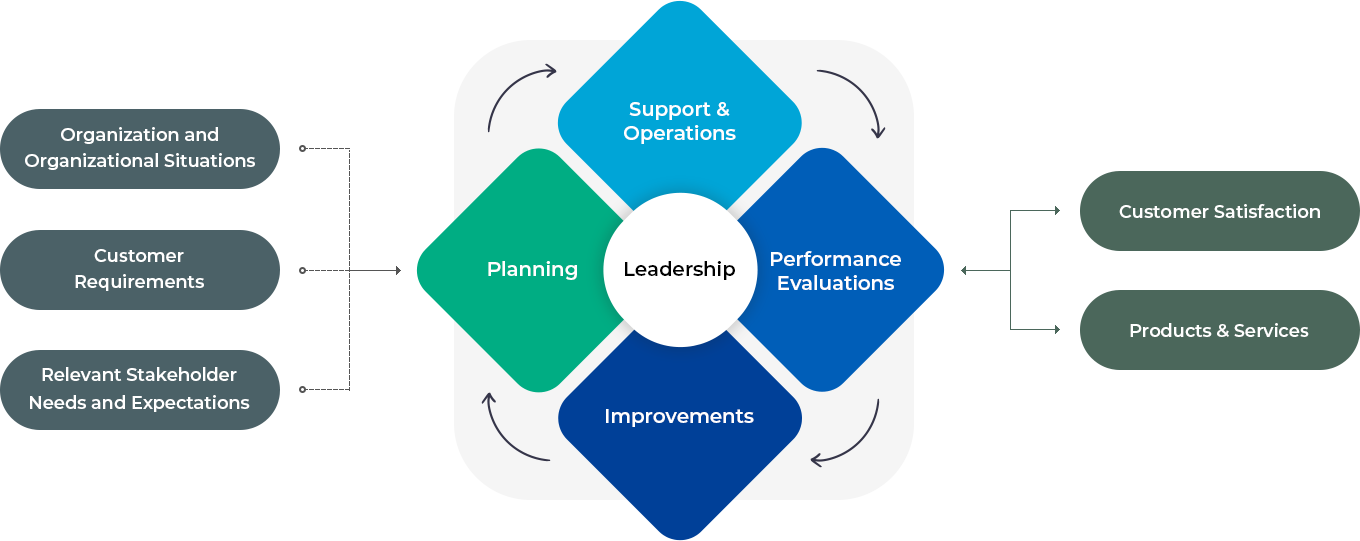 Organization and
Organizational Situations
Customer
Requirements
Relevant Stakeholder
Needs and Expectations
Support &
Operations
Planning
Leadership
Performance
Evaluations
Improvements
Customer Satisfaction
Products & Services